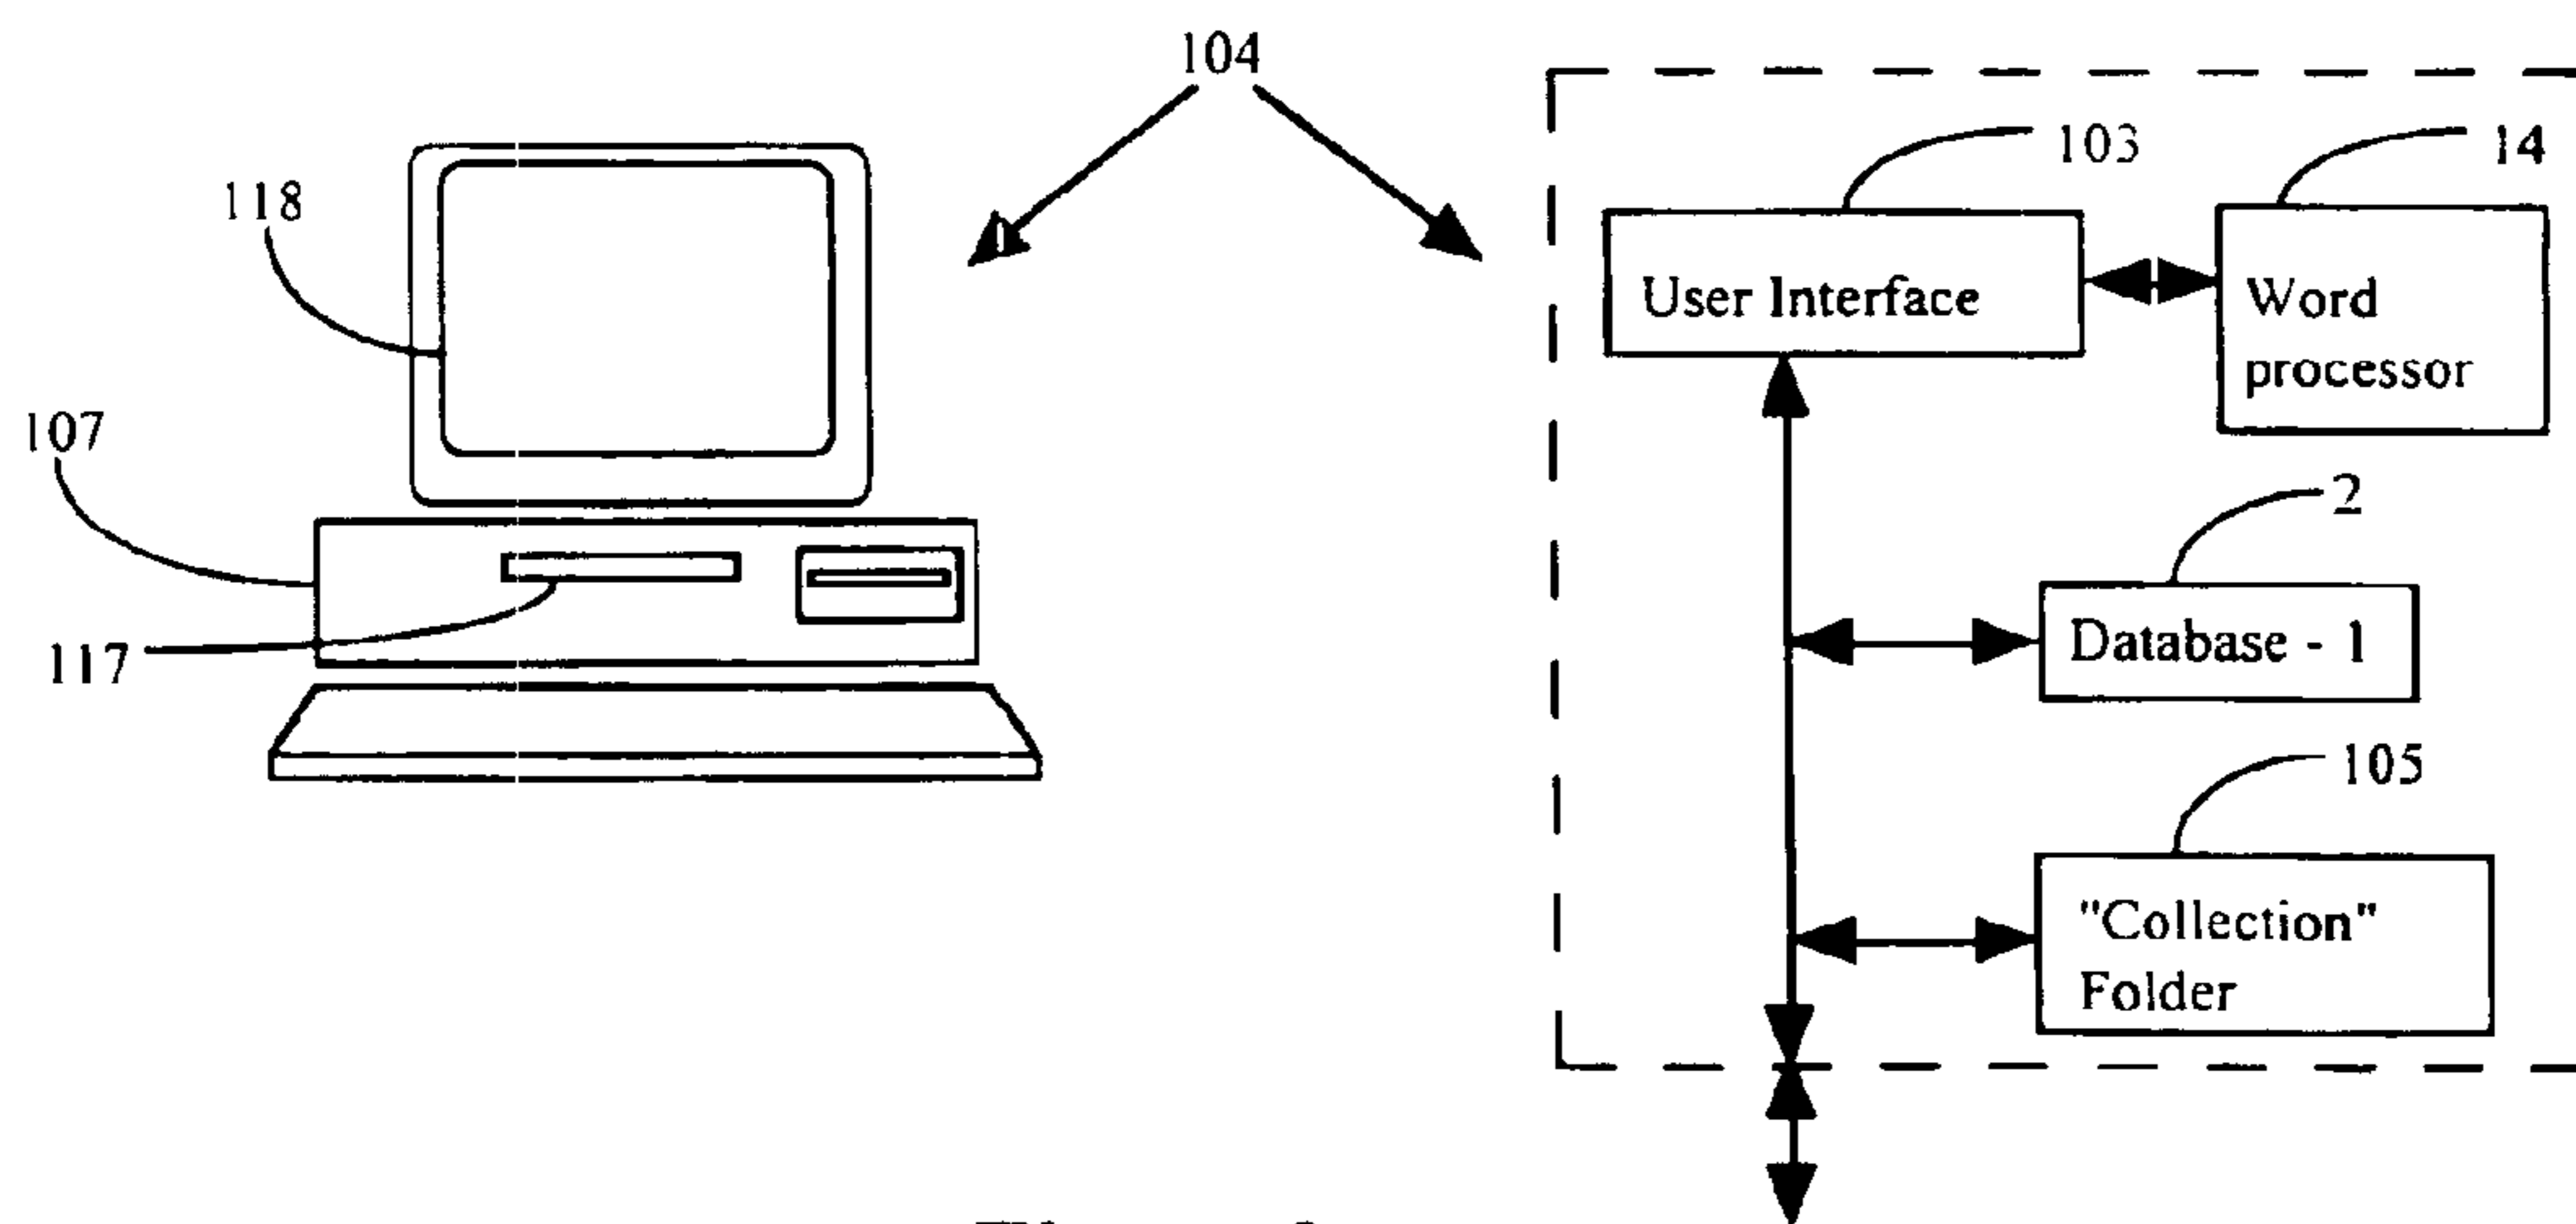 104
103
14
118
User Interface
Word
processor
107
2
117
Database - 1
105
"Collection"
Folder